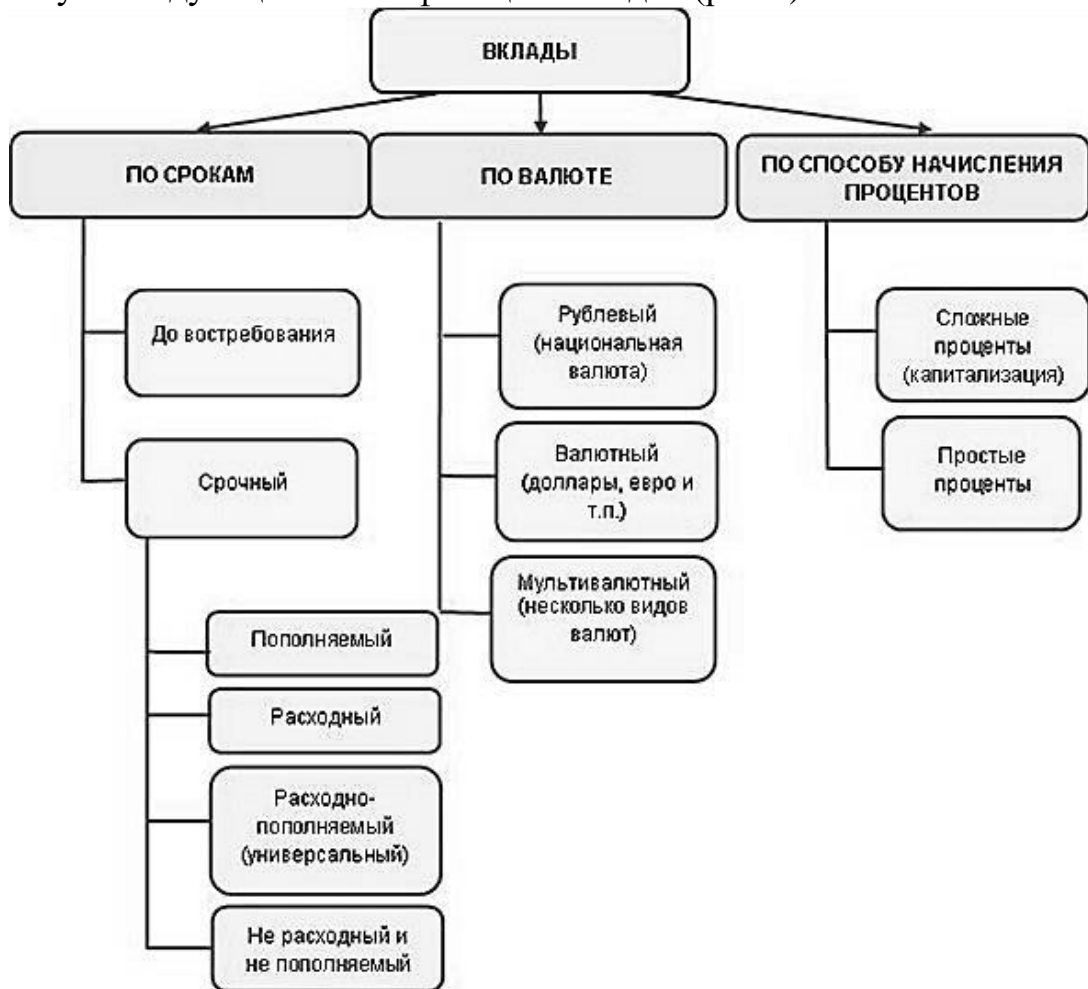 ВКЛАДЫ
ПО СРОКАМ
До востребования
Срочный
Пополняемый
Расходный
Расходно-
пополняемый
(универсальный)
Не расходный и
не пополняемый
ПО ВАЛЮТЕ
Рублевый
(национальная
валюта)
Валютный
(доллары, евро и
т.п.)
Мультивалютный
(несколько видов
валют)
ПО СПОСОБУ НАЧИСЛЕНИЯ
ПРОЦЕНТОВ
Сложные
проценты
(капитализация)
Простые
проценты